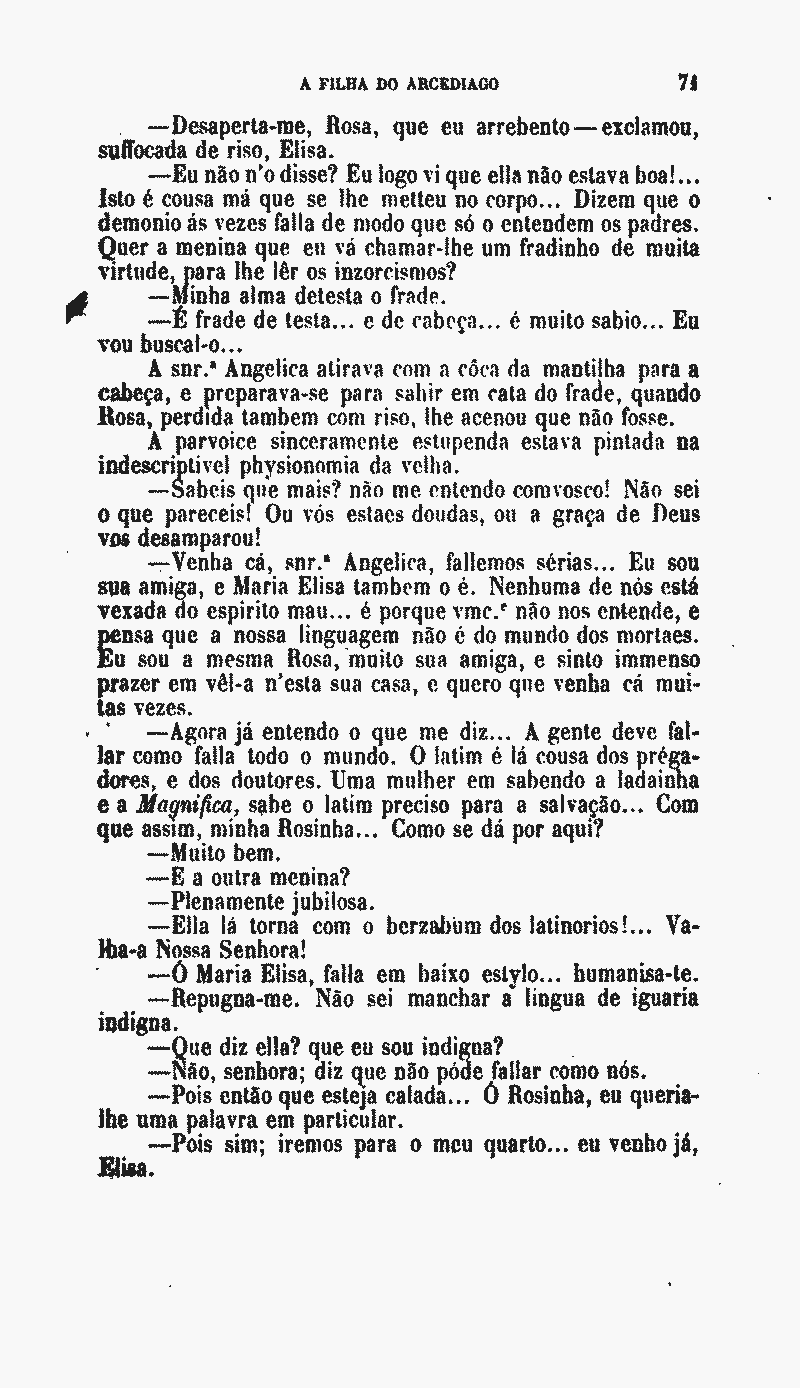 A FILHA DO ARCEDIAGO 71
—Desaperta-me, Rosa, que eu arrebento—exclamou,
suffocada de riso, Elisa.
—Eu não n'o disse? Eu logo vi que ella não estava boa!...
Isto é cousa má que se lhe metteu no corpo... Dizem que o
demonio ás vezes falla de modo que só o entendem os padres.
Quer a menina que eu vá chamar-lhe um fradinho de muita
virtude, para lhe lêr os inzorcismos?
—Minha alma detesta o frade.
—É frade de testa... e de cabeça... é muito sabio... Eu
vou buscal-o...
A snr.ª Angelica atirava com a côca da mantilha para a
cabeça, e preparava-se para sahir em cata do frade, quando
Rosa, perdida tambem com riso, lhe acenou que não fosse.
A parvoice sinceramente estupenda estava pintada na
indescriptivel physionomia da velha.
—Sabeis que mais? não me entendo comvosco! Não sei
o que pareceis! Ou vós estaes doudas, ou a graça de Deus
vos desamparou!
—Venha cá, snr.ª Angelica, fallemos sérias... Eu sou
sua amiga, e Maria Elisa tambem o é. Nenhuma de nós está
vexada do espirito mau... é porque vmc.e não nos entende, e
pensa que a nossa linguagem não é do mundo dos mortaes.
Eu sou a mesma Rosa, muito sua amiga, e sinto immenso
prazer em vêl-a n'esta sua casa, e quero que venha cá mui-
tas vezes.
—Agora já entendo o que me diz... A gente deve fal-
lar como falla todo o mundo. O latim é lá cousa dos préga-
dores, e dos doutores. Uma mulher em sabendo a ladainha
e a Magnifica, sabe o latim preciso para a salvação... Com
que assim, minha Rosinha... Como se dá por aqui?
—Muito bem.
—E a outra menina?
—Plenamente jubilosa.
—Ella lá torna com o berzabum dos latinorios!... Va-
lha-a Nossa Senhora!
—Ó Maria Elisa, falla em baixo estylo... humanisa-te.
—Repugna-me. Não sei manchar a lingua de iguaria
indigna.
—Que diz ella? que eu sou indigna?
—Não, senhora; diz que não póde fallar como nós.
—Pois então que esteja calada... Ó Rosinha, eu queria-
lhe uma palavra em particular.
—Pois sim; iremos para o meu quarto... eu venho já,
Elisa.